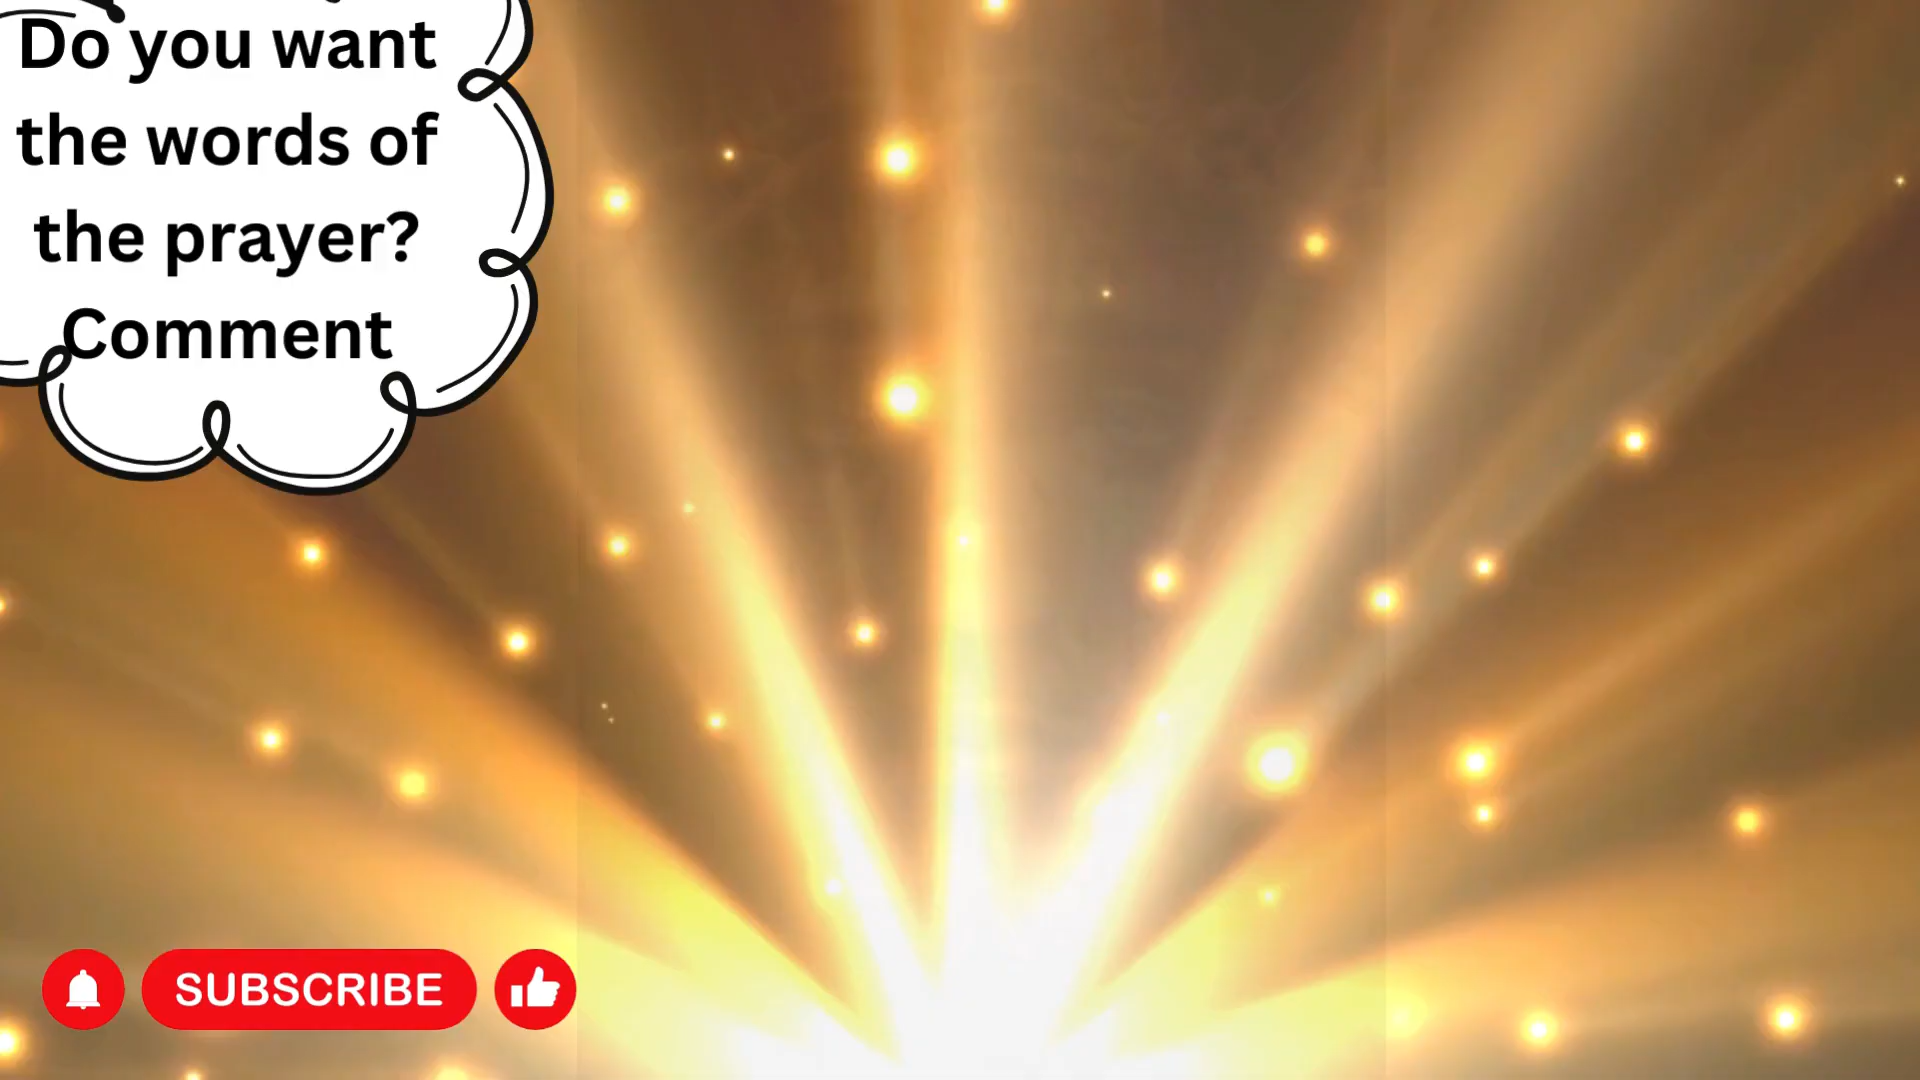 Do you want
the words of
the prayer?
Comment
SUBSCRIBE